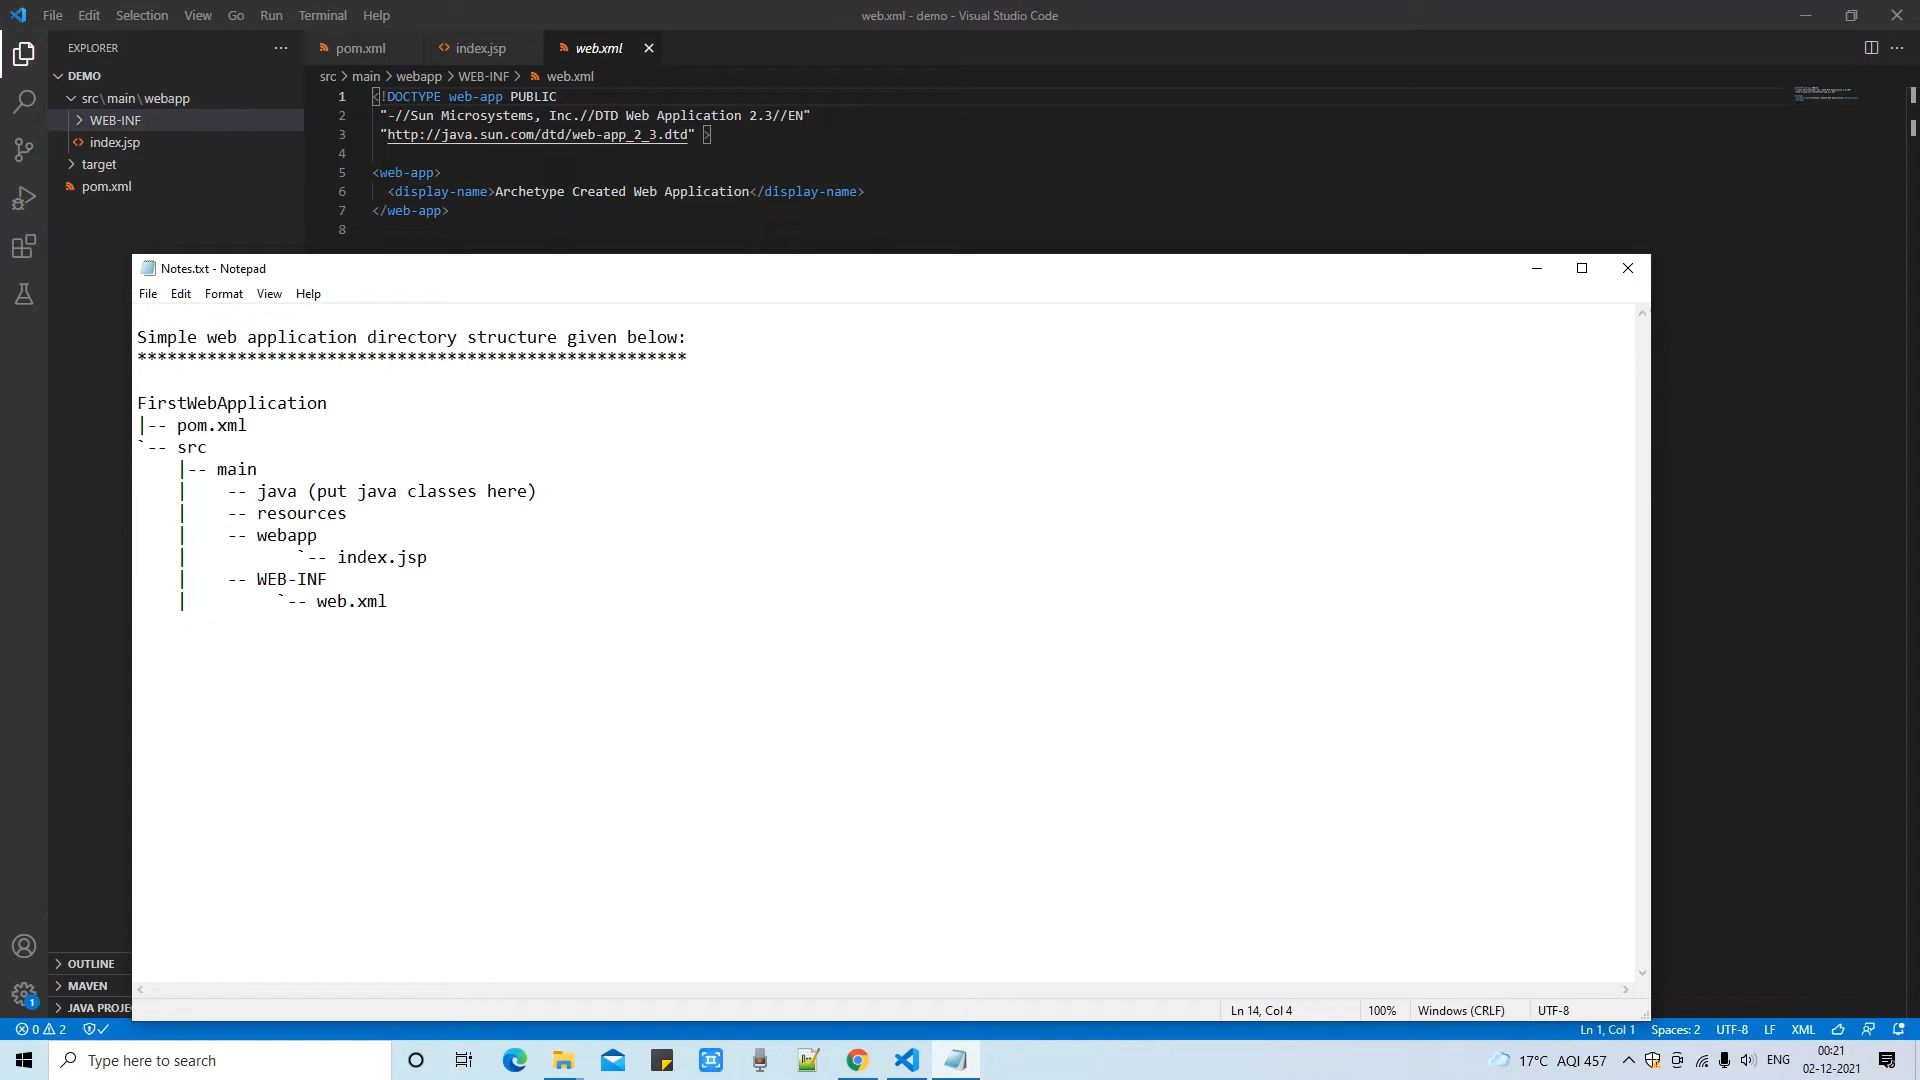 File Edit Selection View Go Run Terminal Help
web.xml - demo - Visual Studio Code
EXPLORER
pom.xml
index.jsp
web.xml
DEMO
src\main\webapp
WEB-INF
index.jsp
target
pom.xml
src > main > webapp > WEB-INF > web.xml
1 <!DOCTYPE web-app PUBLIC
2 "-//Sun Microsystems, Inc.//DTD Web Application 2.3//EN"
3 "http://java.sun.com/dtd/web-app_2_3.dtd" >
4
5 <web-app>
6 <display-name>Archetype Created Web Application</display-name>
7 </web-app>
8
Notes.txt - Notepad
File Edit Format View Help
Simple web application directory structure given below:
*******************************************************
FirstWebApplication
|-- pom.xml
`-- src
|-- main
| -- java (put java classes here)
| -- resources
| -- webapp
| `-- index.jsp
| -- WEB-INF
| `-- web.xml
Ln 14, Col 4 100% Windows (CRLF) UTF-8
OUTLINE
MAVEN
JAVA PROJE
1
0 2
Ln 1, Col 1 Spaces: 2 UTF-8 LF XML
Type here to search
17°C AQI 457
ENG
00:21
02-12-2021